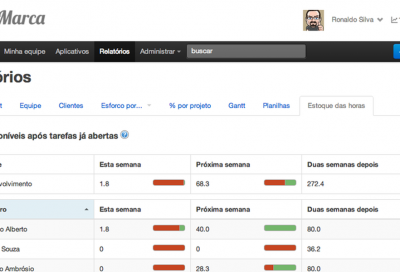 Marca
Ronaldo Silva
Minha equipe Aplicativos Relatórios Administrar buscar
órios
t Equipe Clientes Esforço por... % por projeto Gantt Planilhas Estoque das horas
oníveis após tarefas já abertas
e Esta semana Próxima semana Duas semanas depois
volvimento 1.8 68.3 272.4
ro Esta semana Próxima semana Duas semanas depois
o Alberto 1.8 40.0 80.0
Souza 0 0 36.2
o Ambrósio 0 28.3 80.0